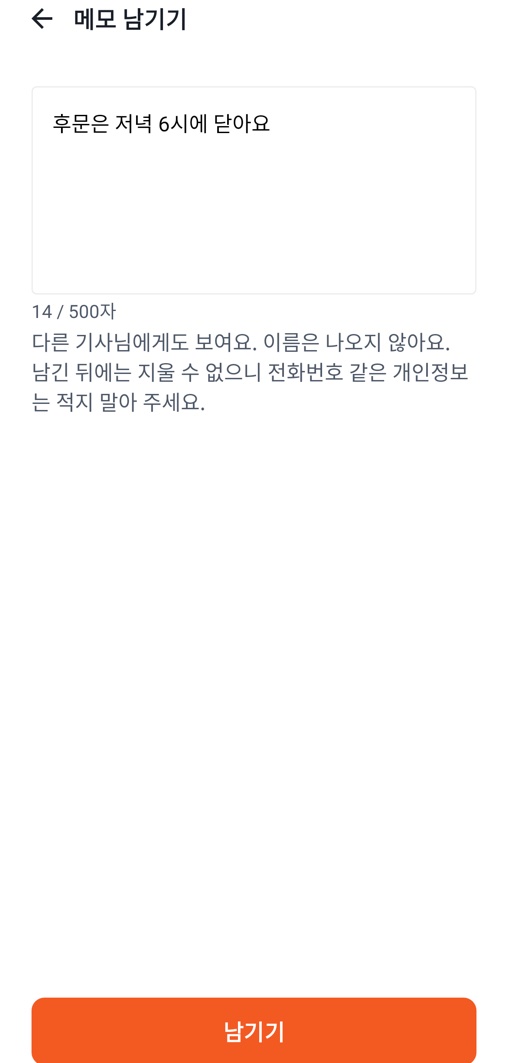 메모 남기기
후문은 저녁 6시에 닫아요
14 / 500자
다른 기사님에게도 보여요. 이름은 나오지 않아요.
남긴 뒤에는 지울 수 없으니 전화번호 같은 개인정보
는 적지 말아 주세요.
남기기